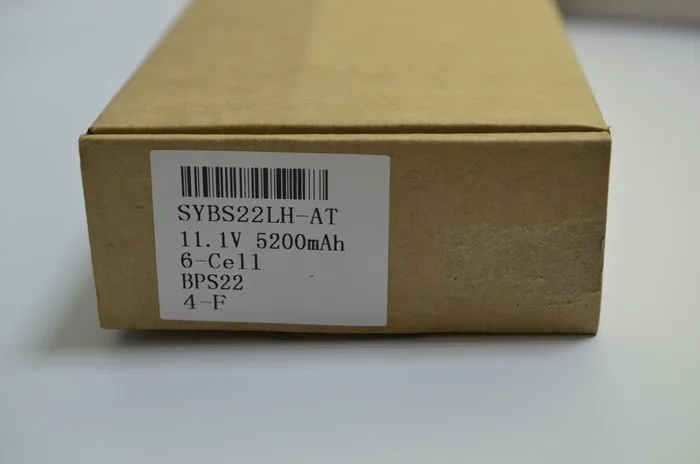 SYBS22LH-AT
11.1V 5200mAh
6-Cell
BPS22
4-F